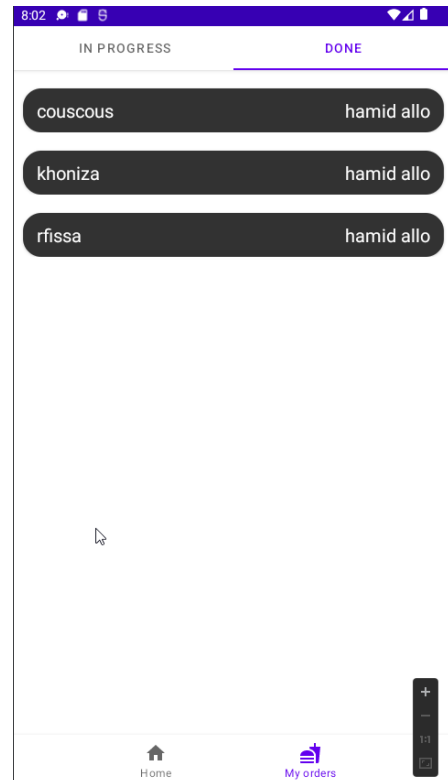 8:02
IN PROGRESS DONE
couscous hamid allo
khoniza hamid allo
rfissa hamid allo
1:1
Home My orders